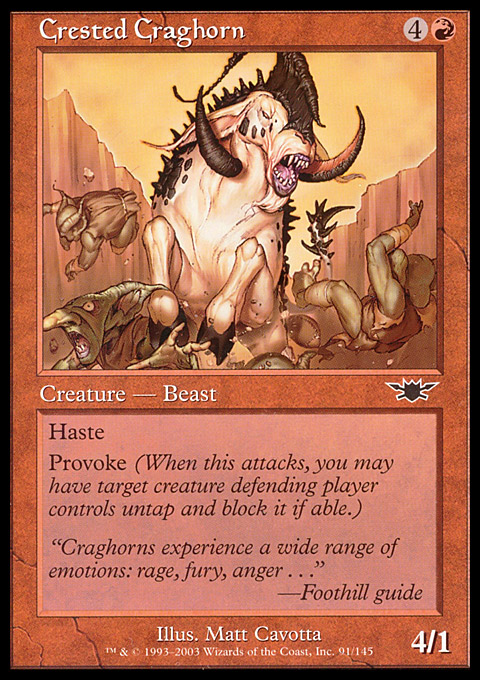 Crested Craghorn 4
Creature — Beast
Haste
Provoke (When this attacks, you may
have target creature defending player
controls untap and block it if able.)
“Craghorns experience a wide range of
emotions: rage, fury, anger . . .”
—Foothill guide
Illus. Matt Cavotta
™ & © 1993–2003 Wizards of the Coast, Inc. 91/145
4/1